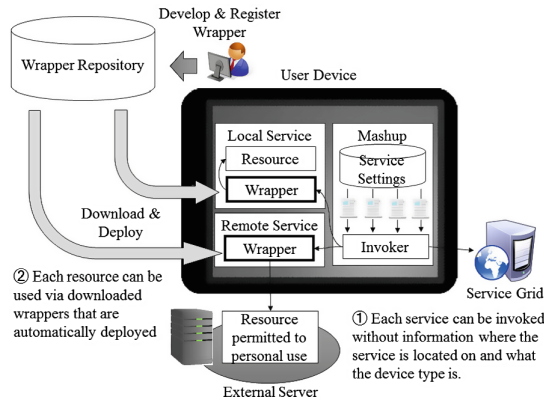 Develop & Register
Wrapper
Wrapper Repository
User Device
Local Service
Resource
Wrapper
Mashup
Service
Settings
Download &
Deploy
Remote Service
Wrapper
Invoker
Service Grid
② Each resource can be
used via downloaded
wrappers that are
automatically deployed
Resource
permitted to
personal use
External Server
① Each service can be invoked
without information where the
service is located on and what
the device type is.